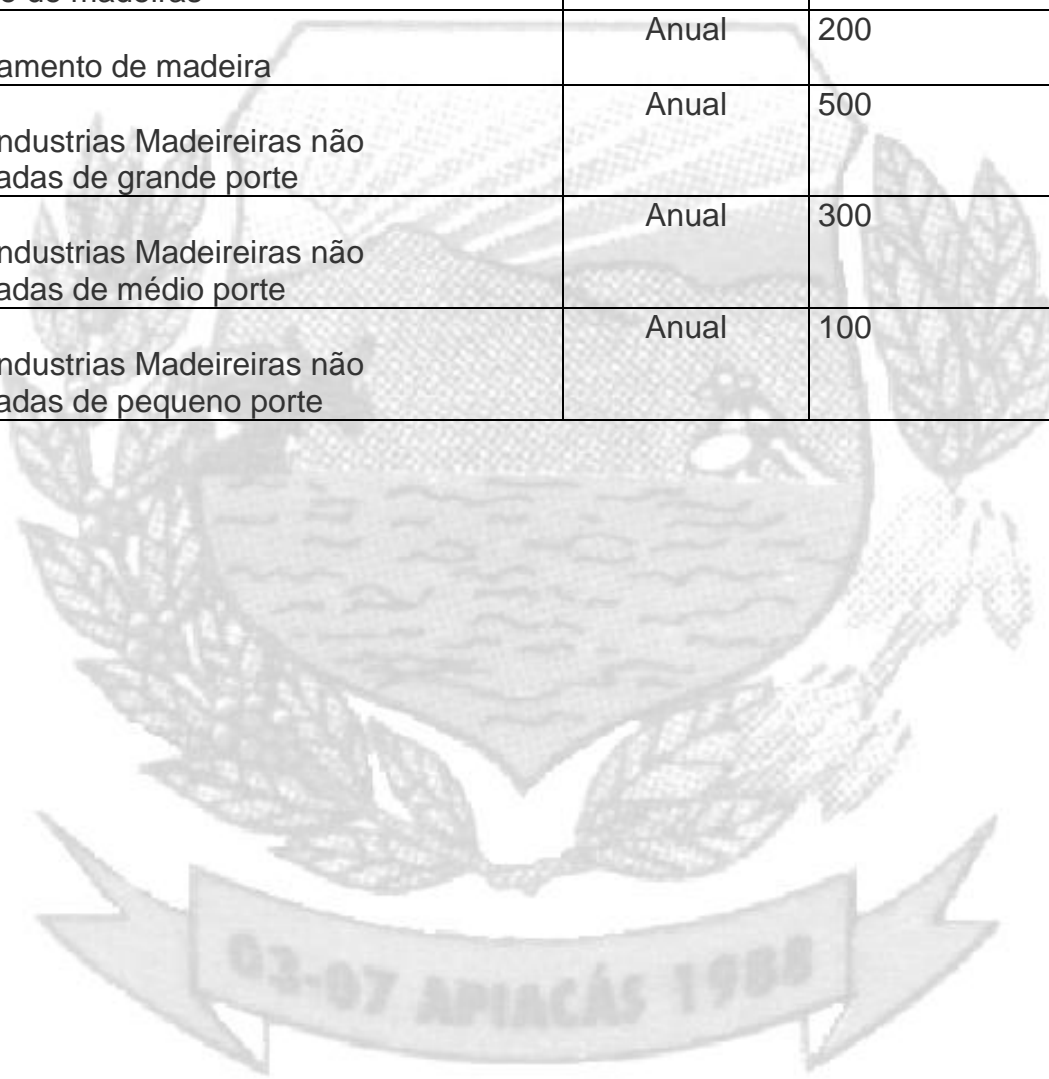 de madeiras
Anual 200
amento de madeira
Anual 500
ndustrias Madeireiras não
adas de grande porte
Anual 300
ndustrias Madeireiras não
adas de médio porte
Anual 100
ndustrias Madeireiras não
adas de pequeno porte
03-07 APIACÁS 1988